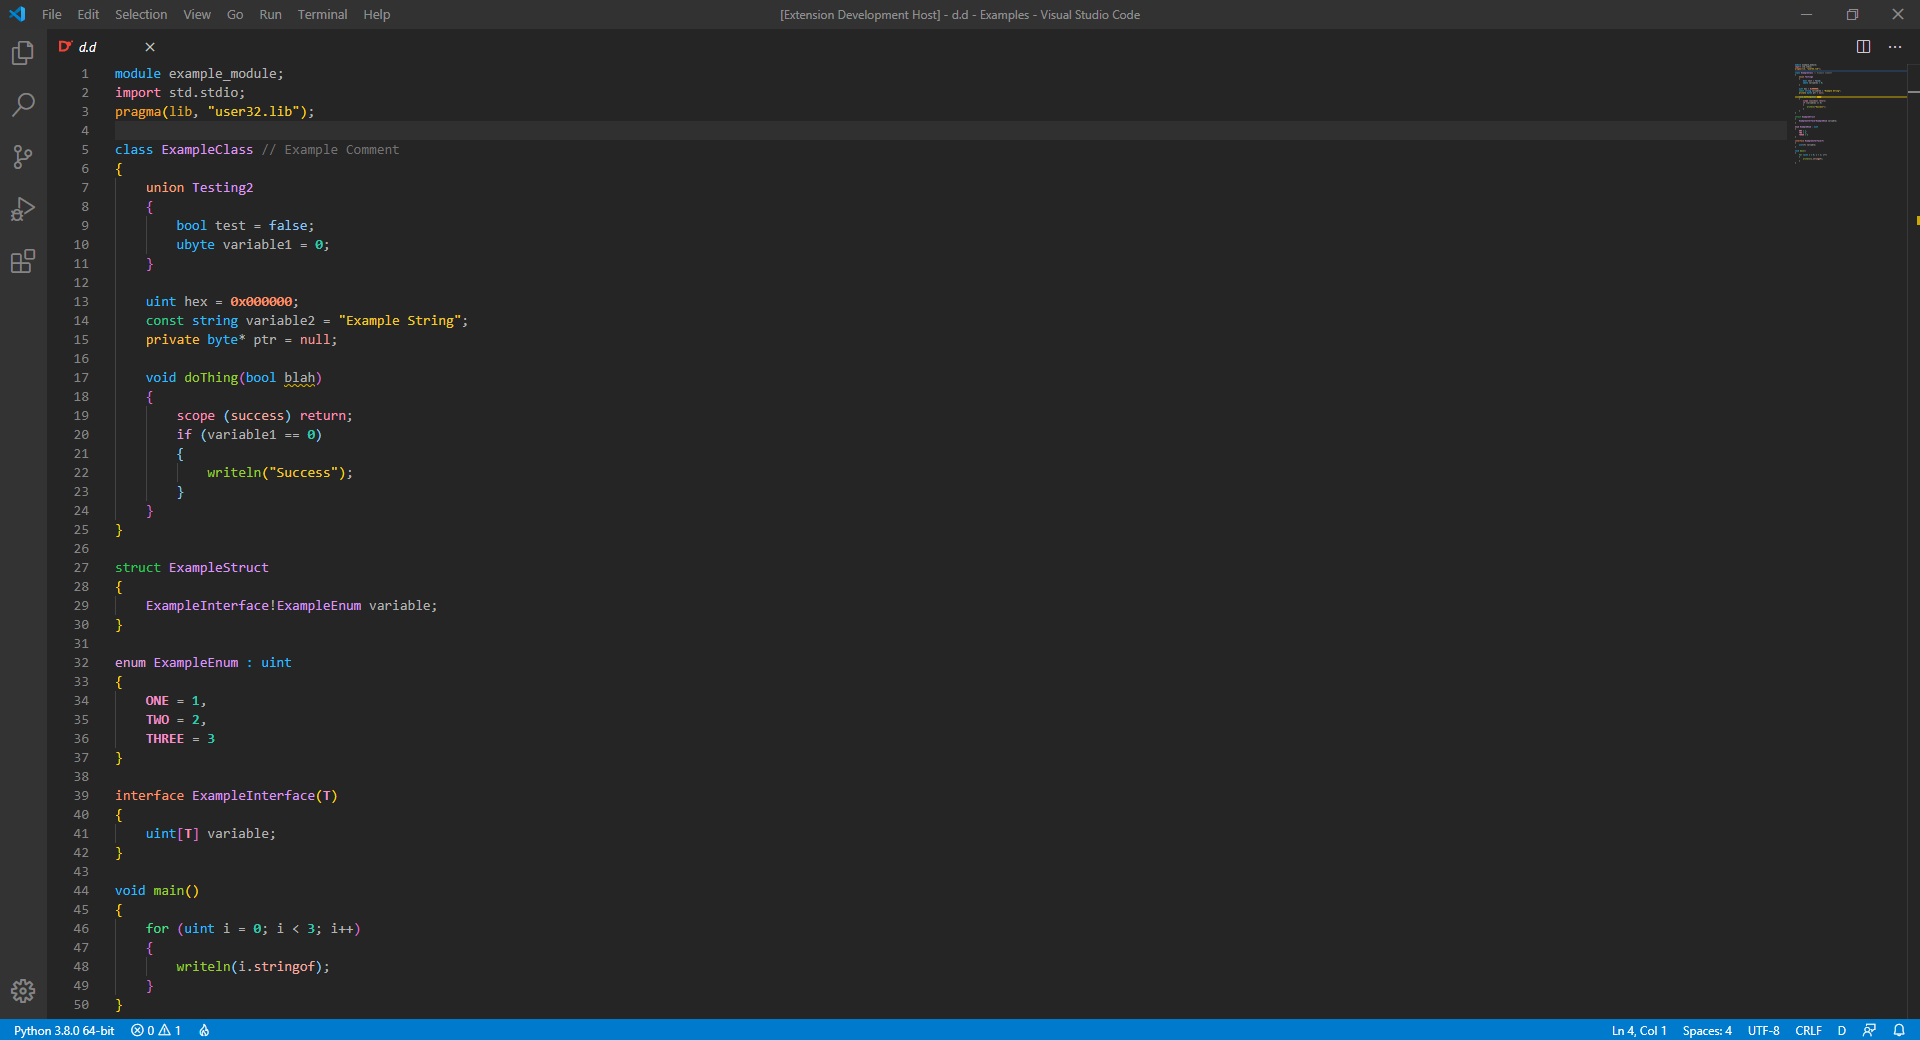 File Edit Selection View Go Run Terminal Help
[Extension Development Host] - d.d - Examples - Visual Studio Code
d.d
1 module example_module;
2 import std.stdio;
3 pragma(lib, "user32.lib");
4
5 class ExampleClass // Example Comment
6 {
7 union Testing2
8 {
9 bool test = false;
10 ubyte variable1 = 0;
11 }
12
13 uint hex = 0x000000;
14 const string variable2 = "Example String";
15 private byte* ptr = null;
16
17 void doThing(bool blah)
18 {
19 scope (success) return;
20 if (variable1 == 0)
21 {
22 writeln("Success");
23 }
24 }
25 }
26
27 struct ExampleStruct
28 {
29 ExampleInterface!ExampleEnum variable;
30 }
31
32 enum ExampleEnum : uint
33 {
34 ONE = 1,
35 TWO = 2,
36 THREE = 3
37 }
38
39 interface ExampleInterface(T)
40 {
41 uint[T] variable;
42 }
43
44 void main()
45 {
46 for (uint i = 0; i < 3; i++)
47 {
48 writeln(i.stringof);
49 }
50 }
Python 3.8.0 64-bit 0 1 Ln 4, Col 1 Spaces: 4 UTF-8 CRLF D